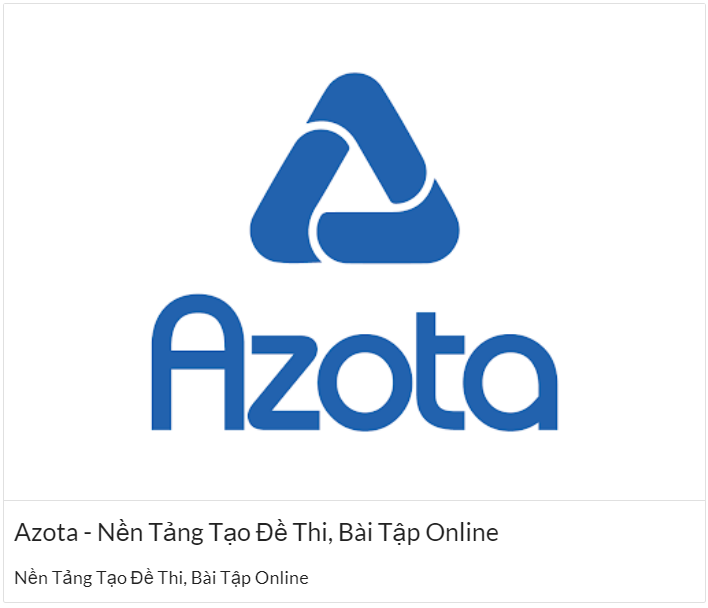 Azota
Azota - Nền Tảng Tạo Đề Thi, Bài Tập Online
Nền Tảng Tạo Đề Thi, Bài Tập Online